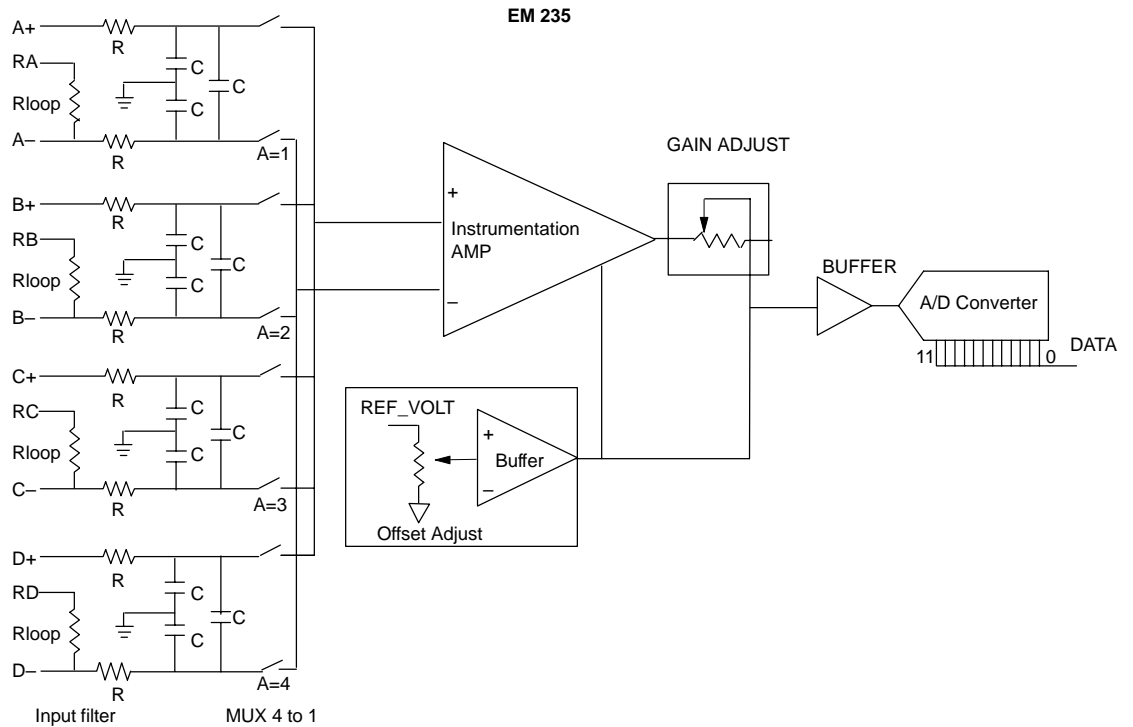 EM 235
A+
R
RA
C
Rloop
C
C
A–
R
A=1
B+
R
RB
C
Rloop
C
C
B–
R
A=2
C+
R
RC
C
Rloop
C
C
C–
R
A=3
D+
R
RD
C
Rloop
C
C
D–
R
A=4
Input filter
MUX 4 to 1
+
Instrumentation
AMP
–
GAIN ADJUST
BUFFER
A/D Converter
11
0
DATA
REF_VOLT
+
Buffer
–
Offset Adjust